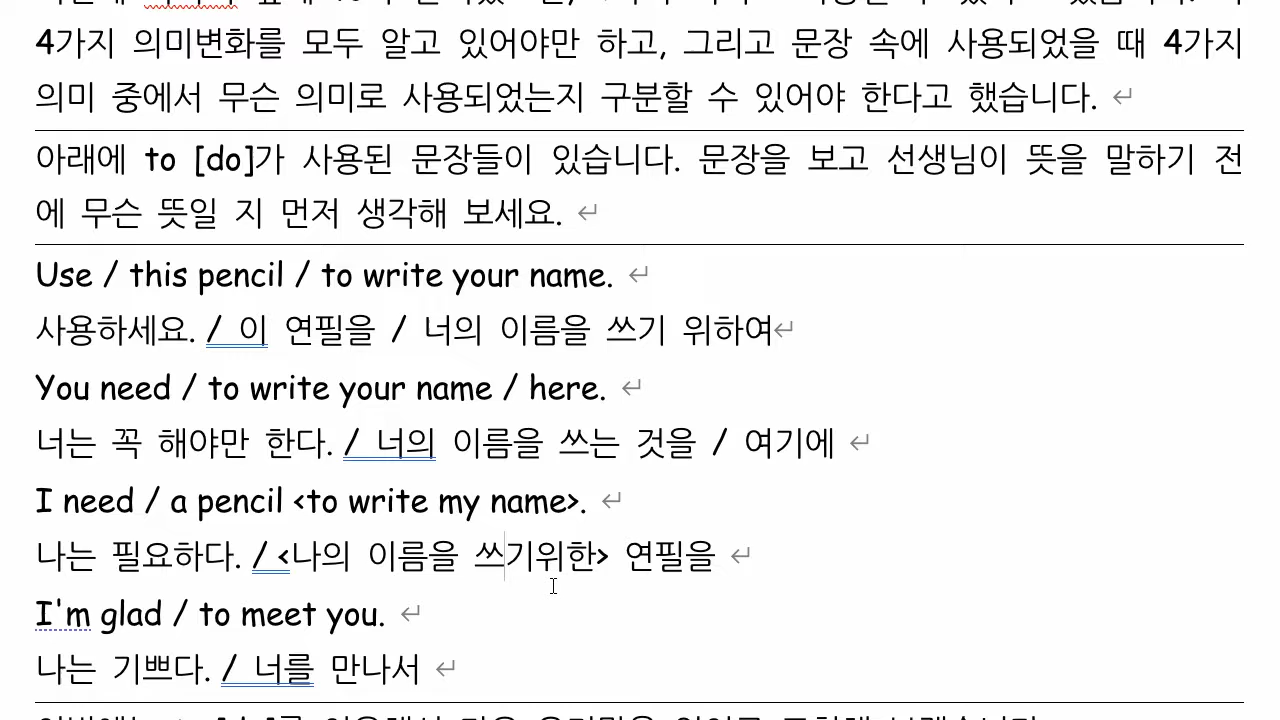 4가지 의미변화를 모두 알고 있어야만 하고, 그리고 문장 속에 사용되었을 때 4가지
의미 중에서 무슨 의미로 사용되었는지 구분할 수 있어야 한다고 했습니다. ↵
아래에 to [do]가 사용된 문장들이 있습니다. 문장을 보고 선생님이 뜻을 말하기 전
에 무슨 뜻일 지 먼저 생각해 보세요. ↵
Use / this pencil / to write your name. ↵
사용하세요. / 이 연필을 / 너의 이름을 쓰기 위하여↵
You need / to write your name / here. ↵
너는 꼭 해야만 한다. / 너의 이름을 쓰는 것을 / 여기에 ↵
I need / a pencil <to write my name>. ↵
나는 필요하다. / <나의 이름을 쓰기위한> 연필을 ↵
I'm glad / to meet you. ↵
나는 기쁘다. / 너를 만나서 ↵